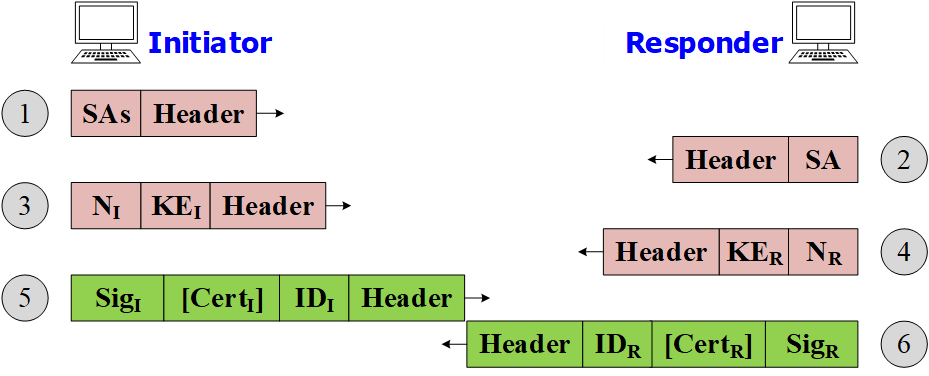 Initiator Responder
1 SAs Header
Header SA 2
3 N_I KE_I Header
Header KE_R N_R 4
5 Sig_I [Cert_I] ID_I Header
Header ID_R [Cert_R] Sig_R 6